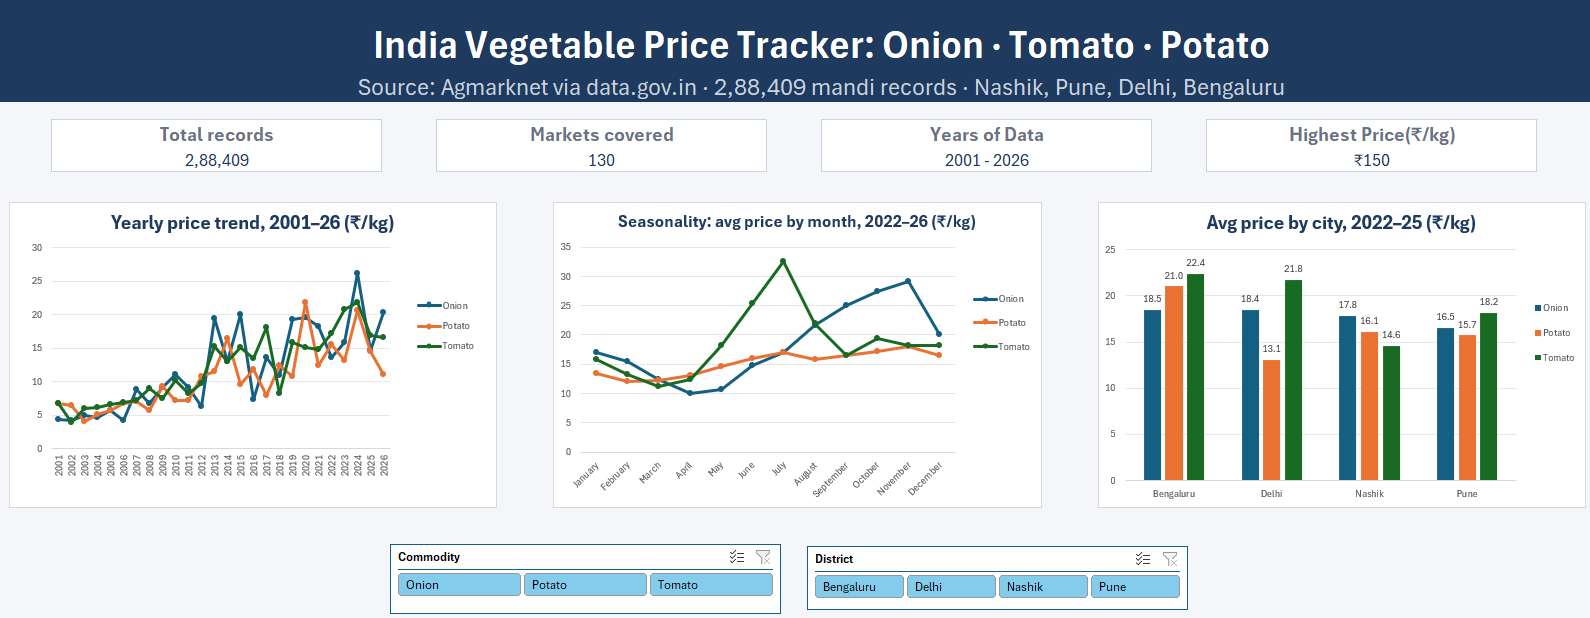 India Vegetable Price Tracker: Onion · Tomato · Potato
Source: Agmarknet via data.gov.in · 2,88,409 mandi records · Nashik, Pune, Delhi, Bengaluru
Total records
2,88,409
Markets covered
130
Years of Data
2001 - 2026
Highest Price(₹/kg)
₹150
Yearly price trend, 2001–26 (₹/kg)
30
25
20
15
10
5
0
2001
2002
2003
2004
2005
2006
2007
2008
2009
2010
2011
2012
2013
2014
2015
2016
2017
2018
2019
2020
2021
2022
2023
2024
2025
2026
Onion
Potato
Tomato
Seasonality: avg price by month, 2022–26 (₹/kg)
35
30
25
20
15
10
5
0
January
February
March
April
May
June
July
August
September
October
November
December
Onion
Potato
Tomato
Avg price by city, 2022–25 (₹/kg)
25
20
15
10
5
0
18.5
21.0
22.4
18.4
13.1
21.8
17.8
16.1
14.6
16.5
15.7
18.2
Bengaluru
Delhi
Nashik
Pune
Onion
Potato
Tomato
Commodity
Onion
Potato
Tomato
District
Bengaluru
Delhi
Nashik
Pune